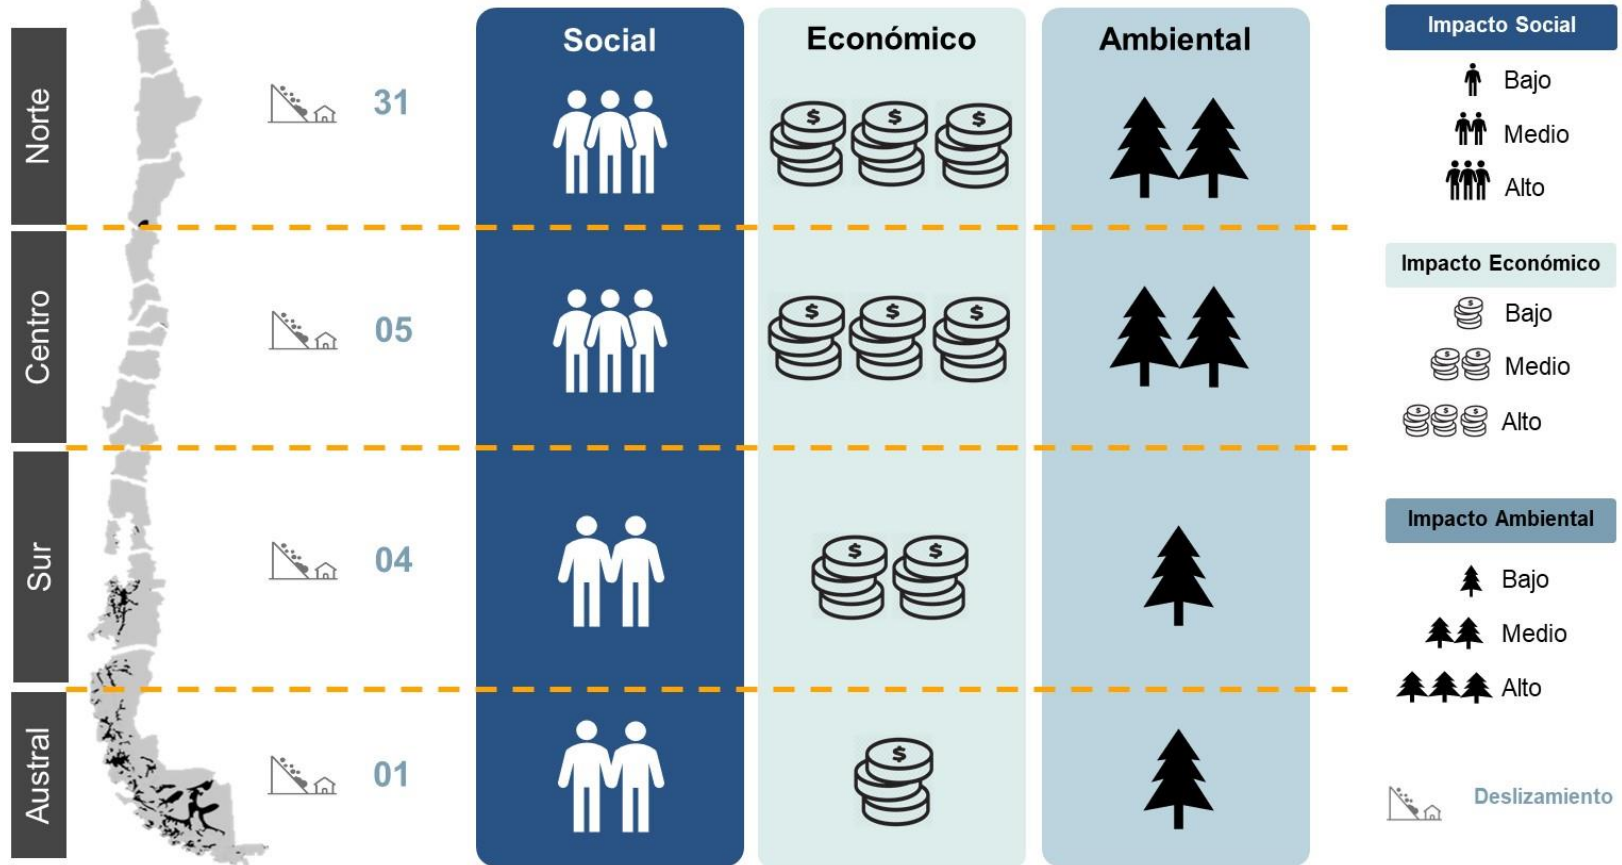 Social
Económico
Ambiental
Norte
31
Centro
05
Sur
04
Austral
01
Impacto Social
Bajo
Medio
Alto
Impacto Económico
Bajo
Medio
Alto
Impacto Ambiental
Bajo
Medio
Alto
Deslizamiento